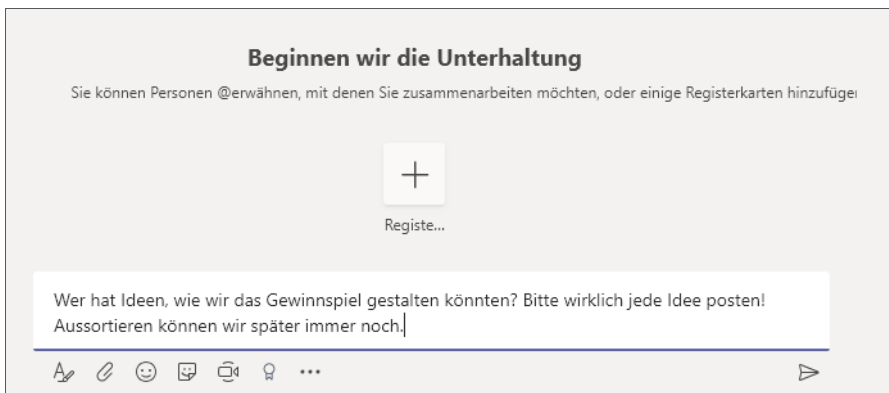 Beginnen wir die Unterhaltung
Sie können Personen @erwähnen, mit denen Sie zusammenarbeiten möchten, oder einige Registerkarten hinzufügen
Registe...
Wer hat Ideen, wie wir das Gewinnspiel gestalten könnten? Bitte wirklich jede Idee posten!
Aussortieren können wir später immer noch.